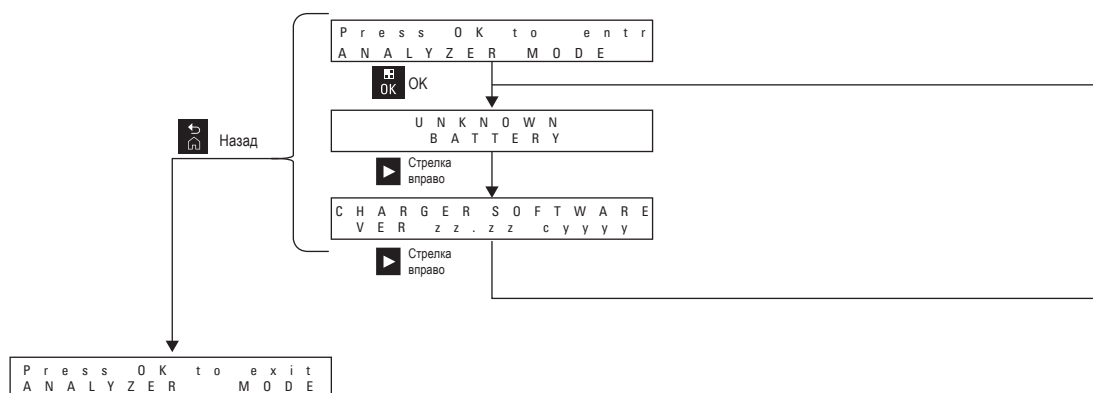 Press OK to entr
ANALYZER MODE
OK OK
UNKNOWN
BATTERY
Назад
Стрелка
вправо
CHARGER SOFTWARE
VER zz.zz cyyyy
Стрелка
вправо
Press OK to exit
ANALYZER MODE